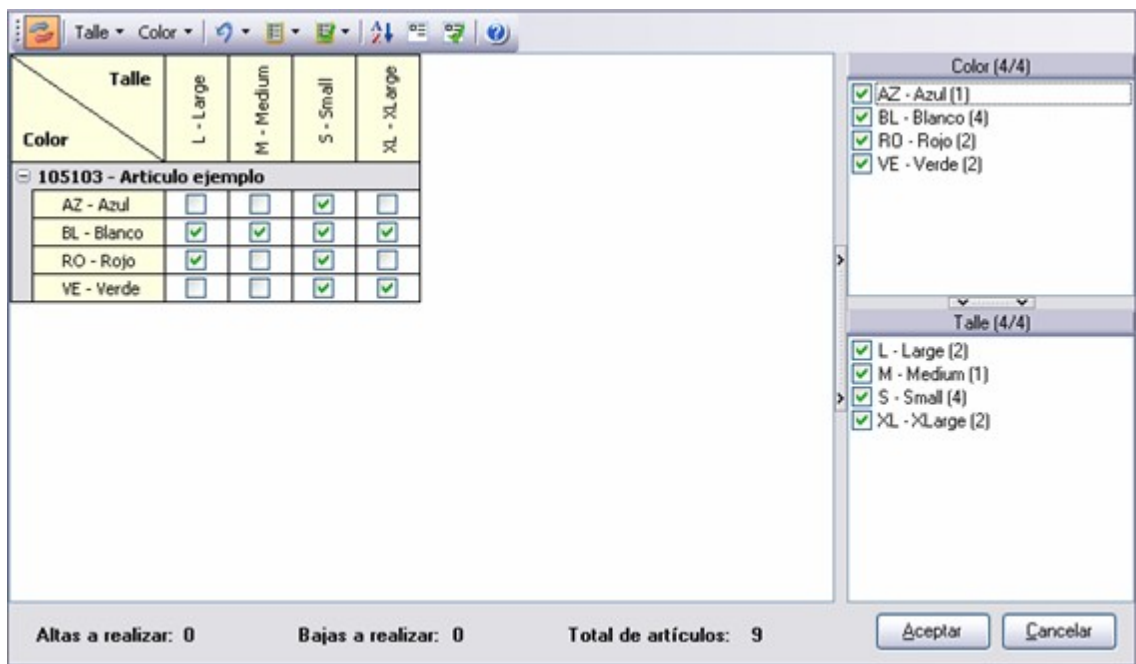 Talle Color
Talle
Color
L - Large
M - Medium
S - Small
XL - XLarge
105103 - Articulo ejemplo
AZ - Azul
BL - Blanco
RO - Rojo
VE - Verde
Color (4/4)
AZ - Azul (1)
BL - Blanco (4)
RO - Rojo (2)
VE - Verde (2)
Talle (4/4)
L - Large (2)
M - Medium (1)
S - Small (4)
XL - XLarge (2)
Altas a realizar: 0 Bajas a realizar: 0 Total de artículos: 9
Aceptar Cancelar